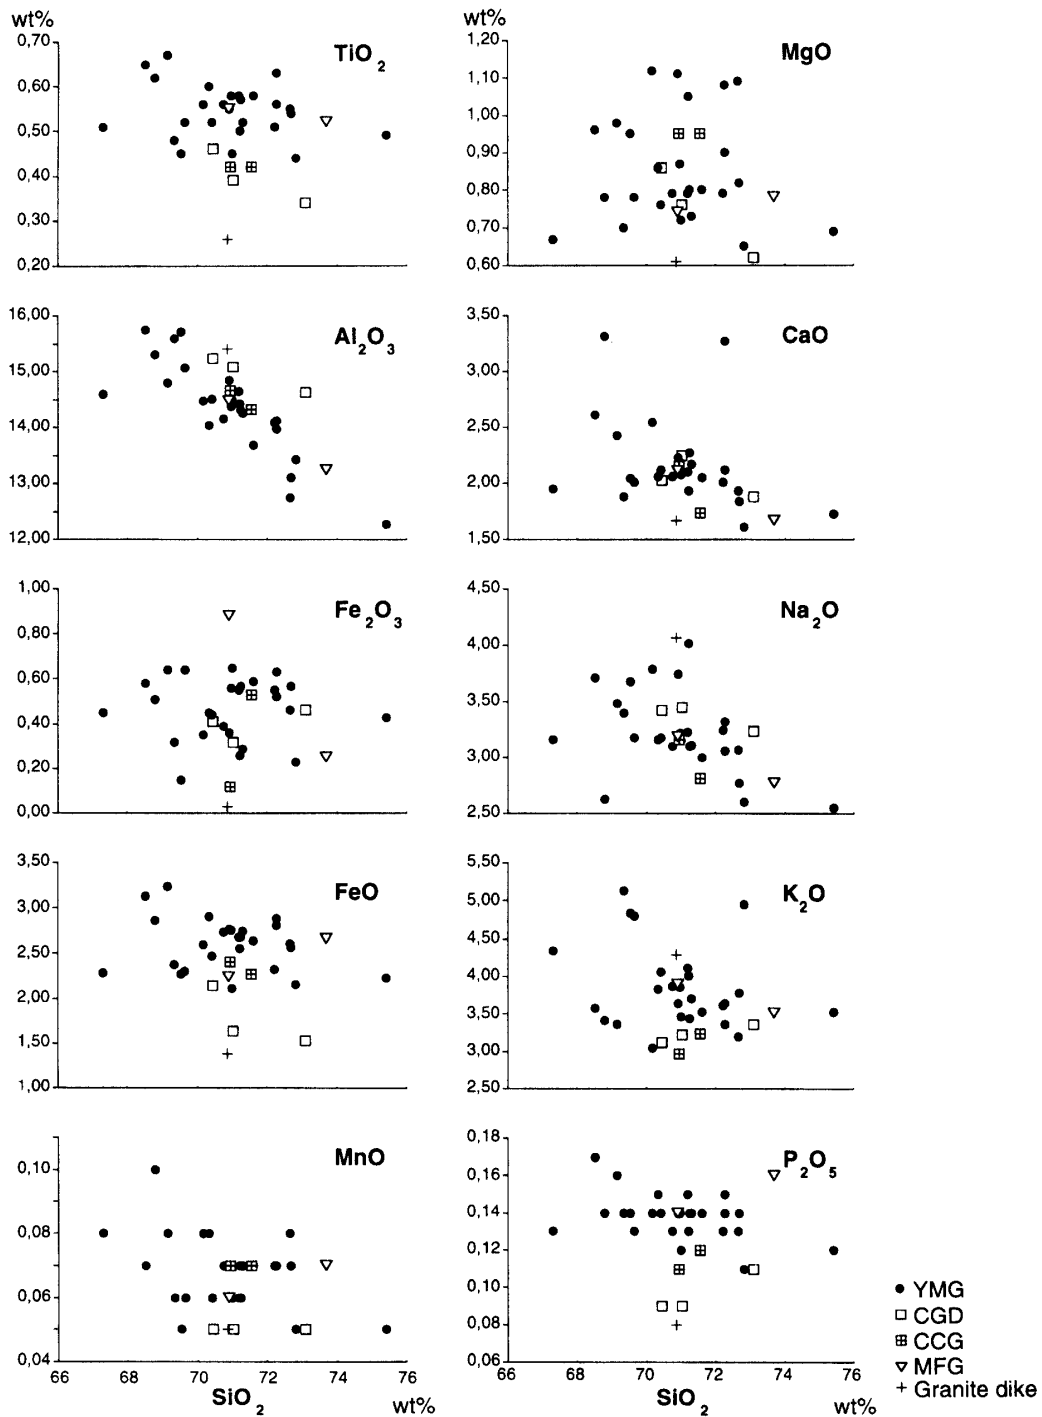 wt%
0,70
0,60
0,50
0,40
0,30
0,20
TiO2
wt%
1,20
1,10
1,00
0,90
0,80
0,70
0,60
MgO
16,00
15,00
14,00
13,00
12,00
Al2O3
3,50
3,00
2,50
2,00
1,50
CaO
1,00
0,80
0,60
0,40
0,20
0,00
Fe2O3
4,50
4,00
3,50
3,00
2,50
Na2O
3,50
3,00
2,50
2,00
1,50
1,00
FeO
5,50
5,00
4,50
4,00
3,50
3,00
2,50
K2O
0,10
0,08
0,06
0,04
MnO
66 68 70 72 74 76
SiO2 wt%
0,18
0,16
0,14
0,12
0,10
0,08
0,06
P2O5
66 68 70 72 74 76
SiO2 wt%
YMG
CGD
CCG
MFG
Granite dike